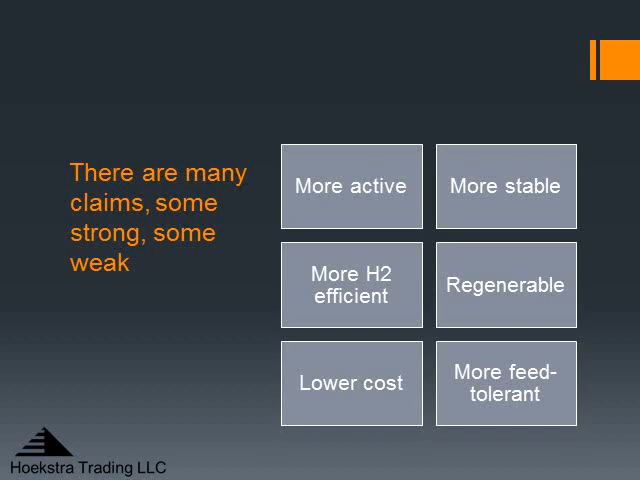 There are many
claims, some
strong, some
weak
More active
More stable
More H2
efficient
Regenerable
Lower cost
More feed-
tolerant
Hoekstra Trading LLC